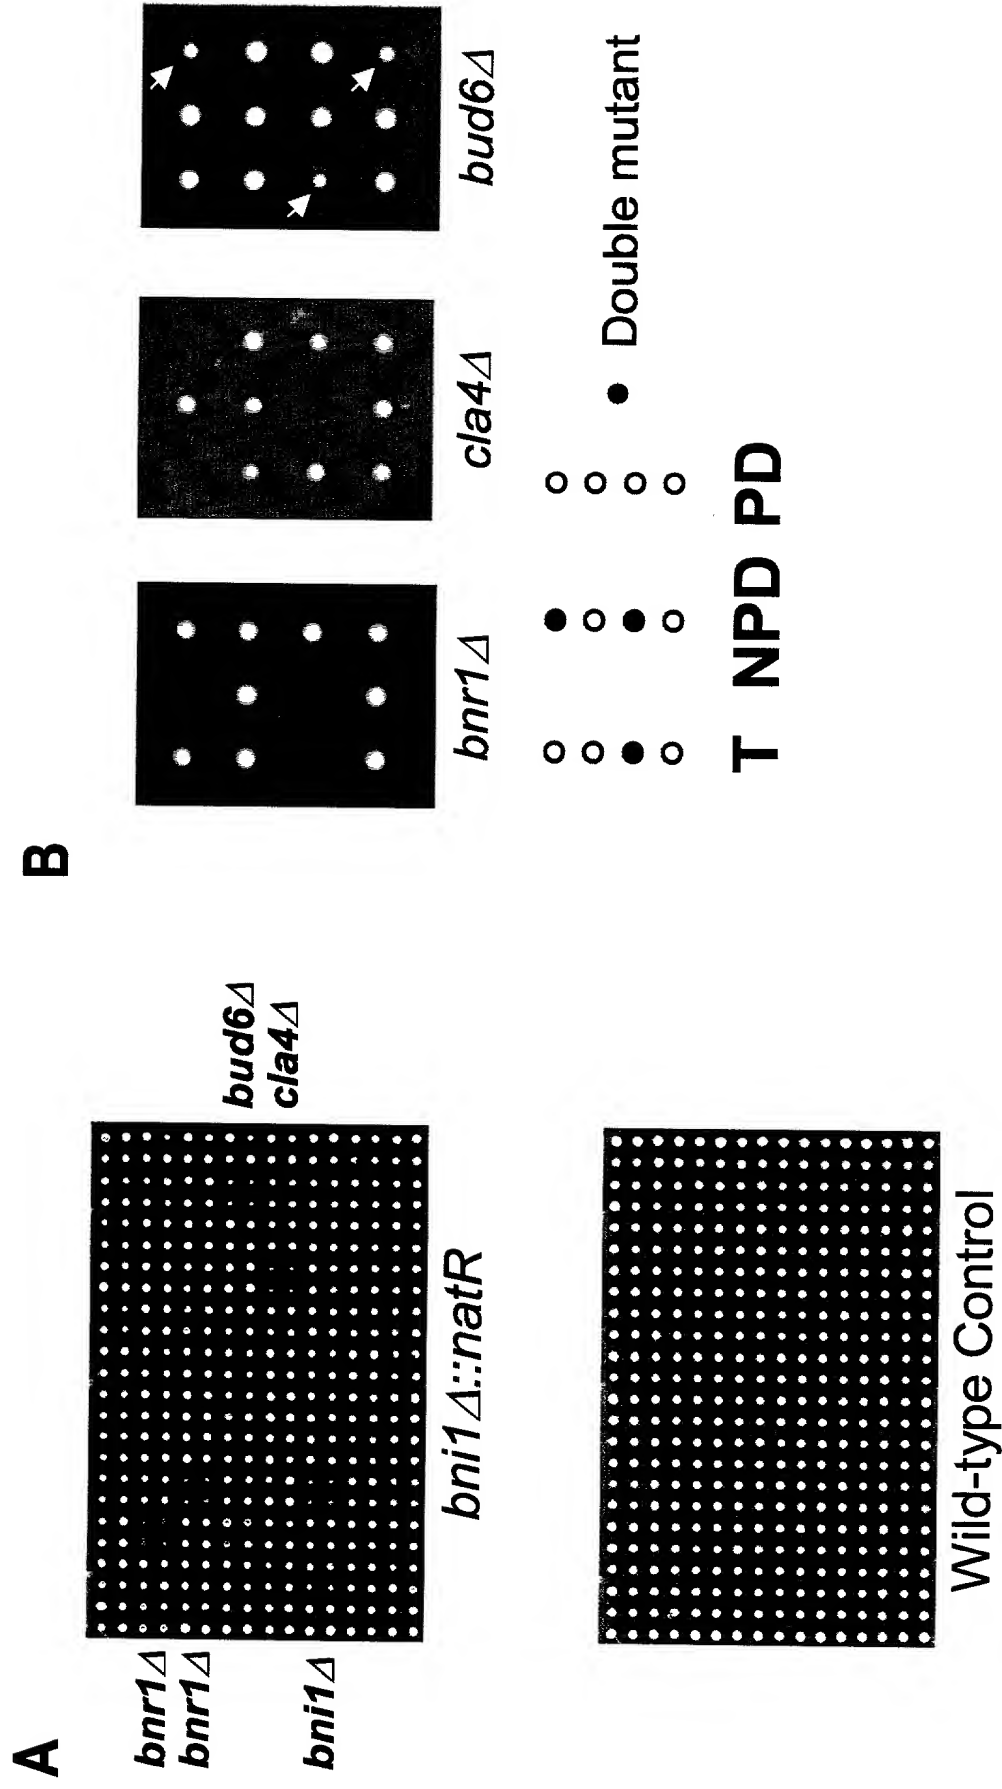 A
bnr1Δ
bnr1Δ
bni1Δ
bud6Δ
cla4Δ
bni1Δ::natR
Wild-type Control
B
bnr1Δ
cla4Δ
bud6Δ
Double mutant
T NPD PD